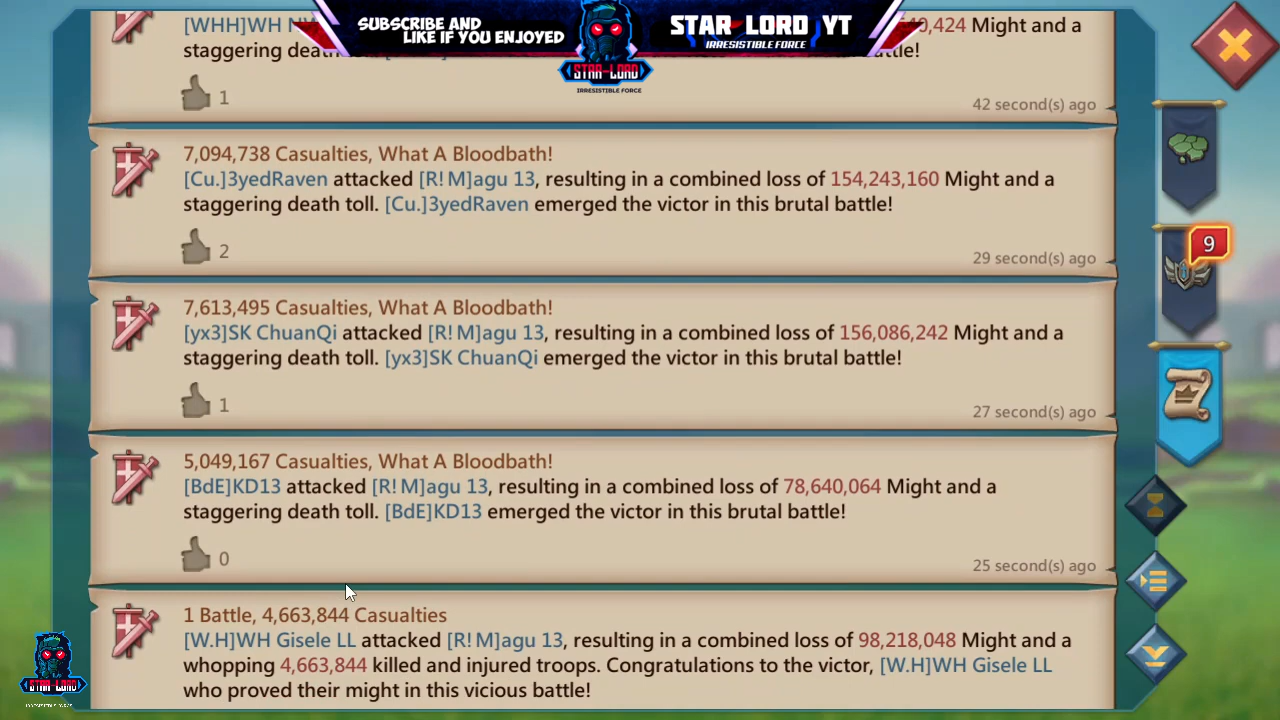 SUBSCRIBE AND
LIKE IF YOU ENJOYED
STAR-LORD YT
IRRESISTIBLE FORCE
STAR-LORD
IRRESISTIBLE FORCE
[WHH]WH 0,424 Might and a
staggering death battle!
1
42 second(s) ago
7,094,738 Casualties, What A Bloodbath!
[Cu.]3yedRaven attacked [R! M]agu 13, resulting in a combined loss of 154,243,160 Might and a
staggering death toll. [Cu.]3yedRaven emerged the victor in this brutal battle!
2
29 second(s) ago
9
7,613,495 Casualties, What A Bloodbath!
[yx3]SK ChuanQi attacked [R! M]agu 13, resulting in a combined loss of 156,086,242 Might and a
staggering death toll. [yx3]SK ChuanQi emerged the victor in this brutal battle!
1
27 second(s) ago
5,049,167 Casualties, What A Bloodbath!
[BdE]KD13 attacked [R! M]agu 13, resulting in a combined loss of 78,640,064 Might and a
staggering death toll. [BdE]KD13 emerged the victor in this brutal battle!
0
25 second(s) ago
1 Battle, 4,663,844 Casualties
[W.H]WH Gisele LL attacked [R! M]agu 13, resulting in a combined loss of 98,218,048 Might and a
whopping 4,663,844 killed and injured troops. Congratulations to the victor, [W.H]WH Gisele LL
who proved their might in this vicious battle!
STAR-LORD